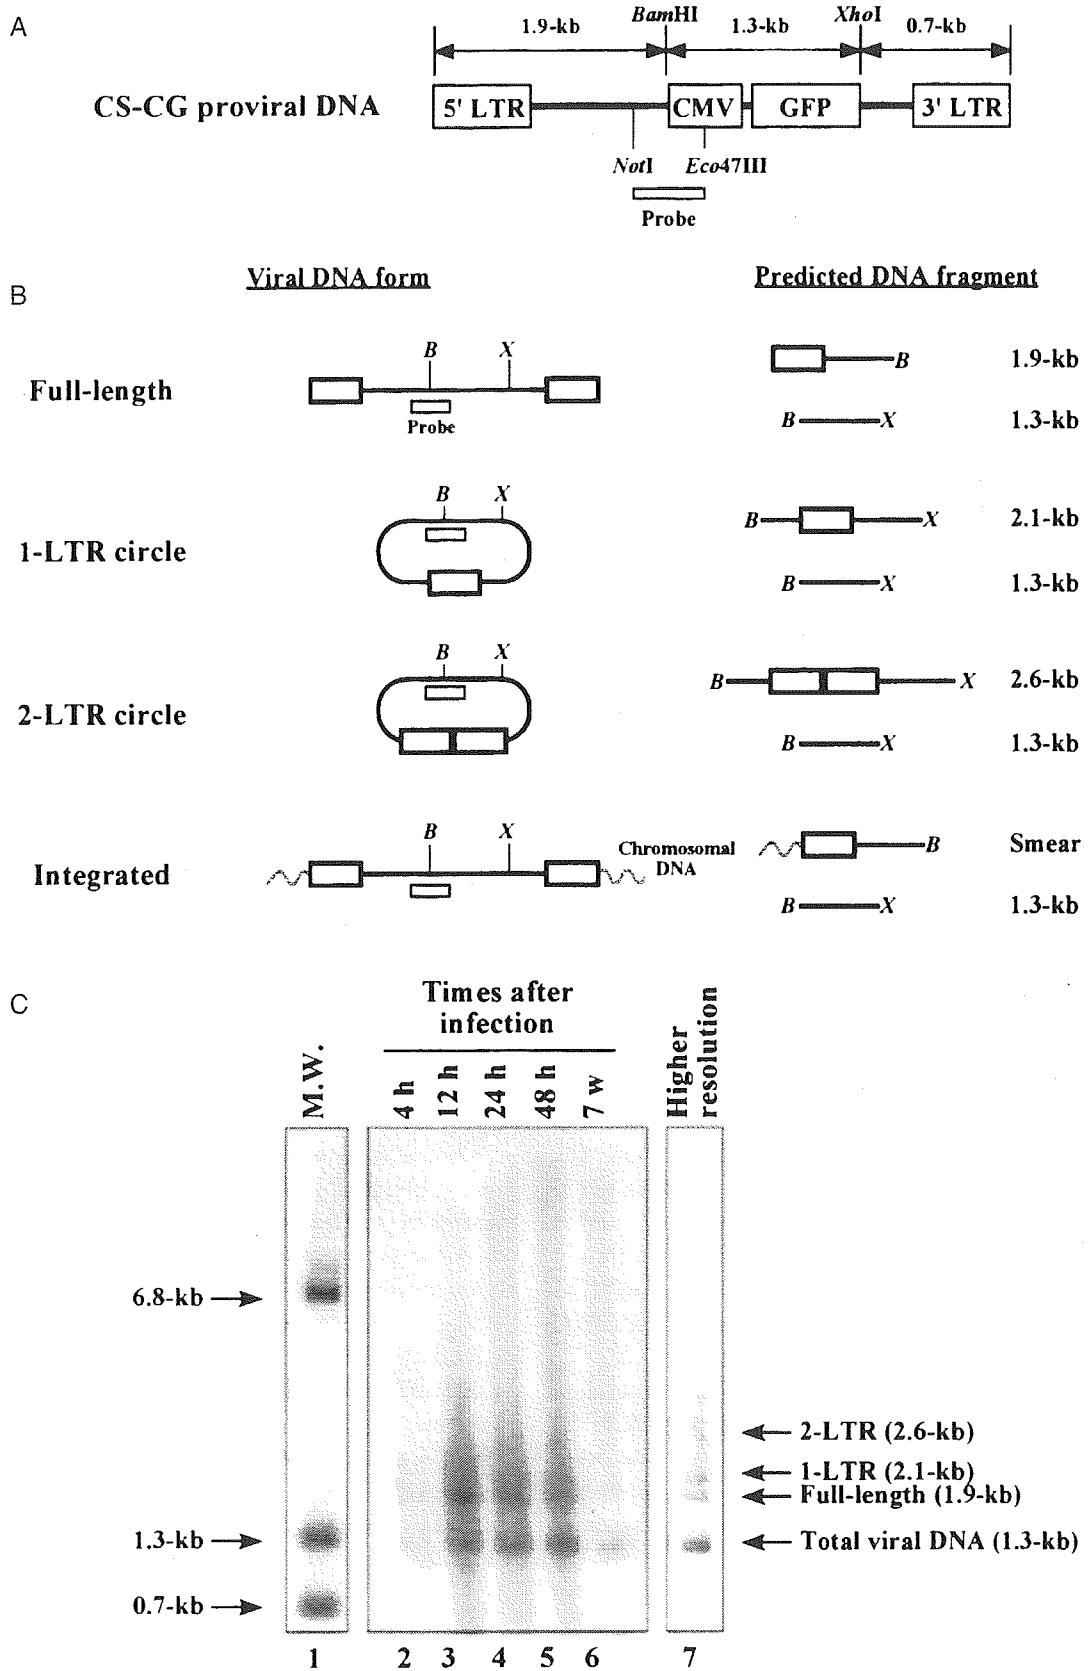 A
BamHI
XhoI
1.9-kb
1.3-kb
0.7-kb
CS-CG proviral DNA
5' LTR
CMV
GFP
3' LTR
NotI
Eco47III
Probe
B
Viral DNA form
Predicted DNA fragment
Full-length
B
X
Probe
B
1.9-kb
B
X
1.3-kb
1-LTR circle
B
X
B
X
2.1-kb
B
X
1.3-kb
2-LTR circle
B
X
B
X
2.6-kb
B
X
1.3-kb
Integrated
B
X
Chromosomal
DNA
B
Smear
B
X
1.3-kb
C
Times after
infection
M.W.
4 h
12 h
24 h
48 h
7 w
Higher
resolution
6.8-kb
1.3-kb
0.7-kb
2-LTR (2.6-kb)
1-LTR (2.1-kb)
Full-length (1.9-kb)
Total viral DNA (1.3-kb)
1
2
3
4
5
6
7